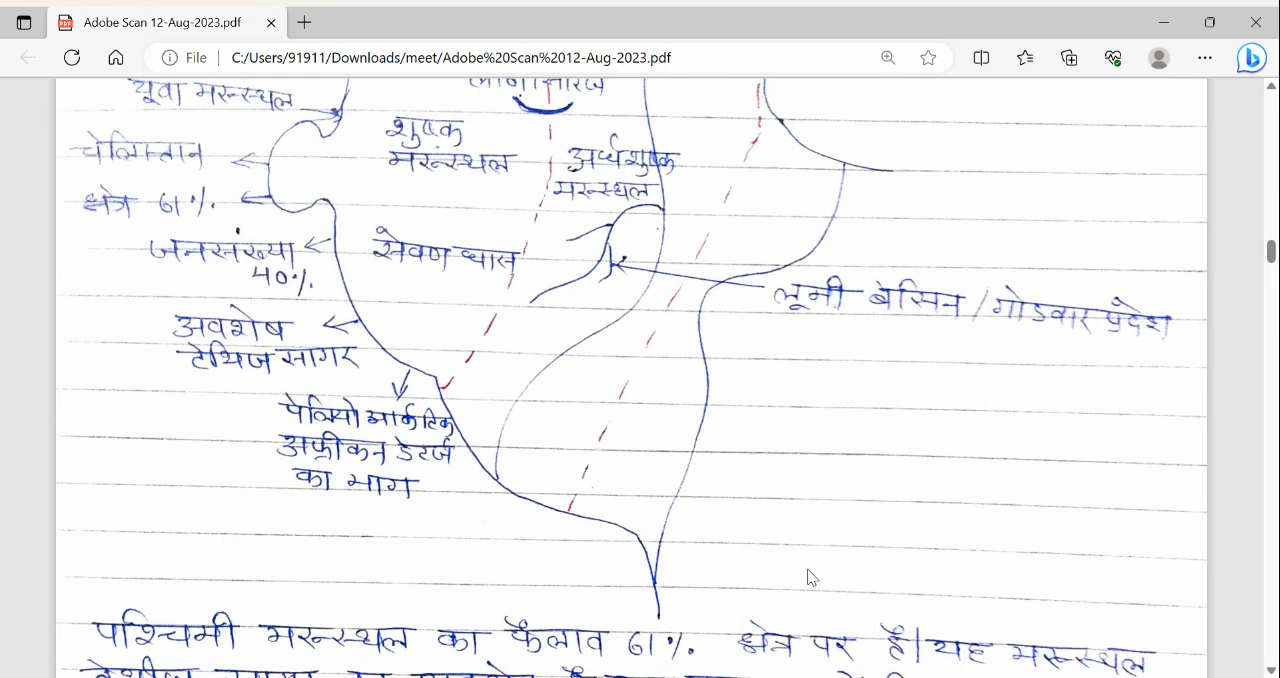 Adobe Scan 12-Aug-2023.pdf
File C:/Users/91911/Downloads/meet/Adobe%20Scan%2012-Aug-2023.pdf
युवा मरूस्थल
शुष्क
मरूस्थल
अर्धशुष्क
मरूस्थल
चोलिस्तान
क्षेत्र 61%
जनसंख्या
40%
सेवण घास
लूनी बेसिन/गोडवार प्रदेश
अवशेष
टेथिज सागर
पेलियो आर्कटिक
अफ्रीकन डेजर्ट
का भाग
पश्चिमी मरूस्थल का फैलाव 61% क्षेत्र पर है। यह मरूस्थल